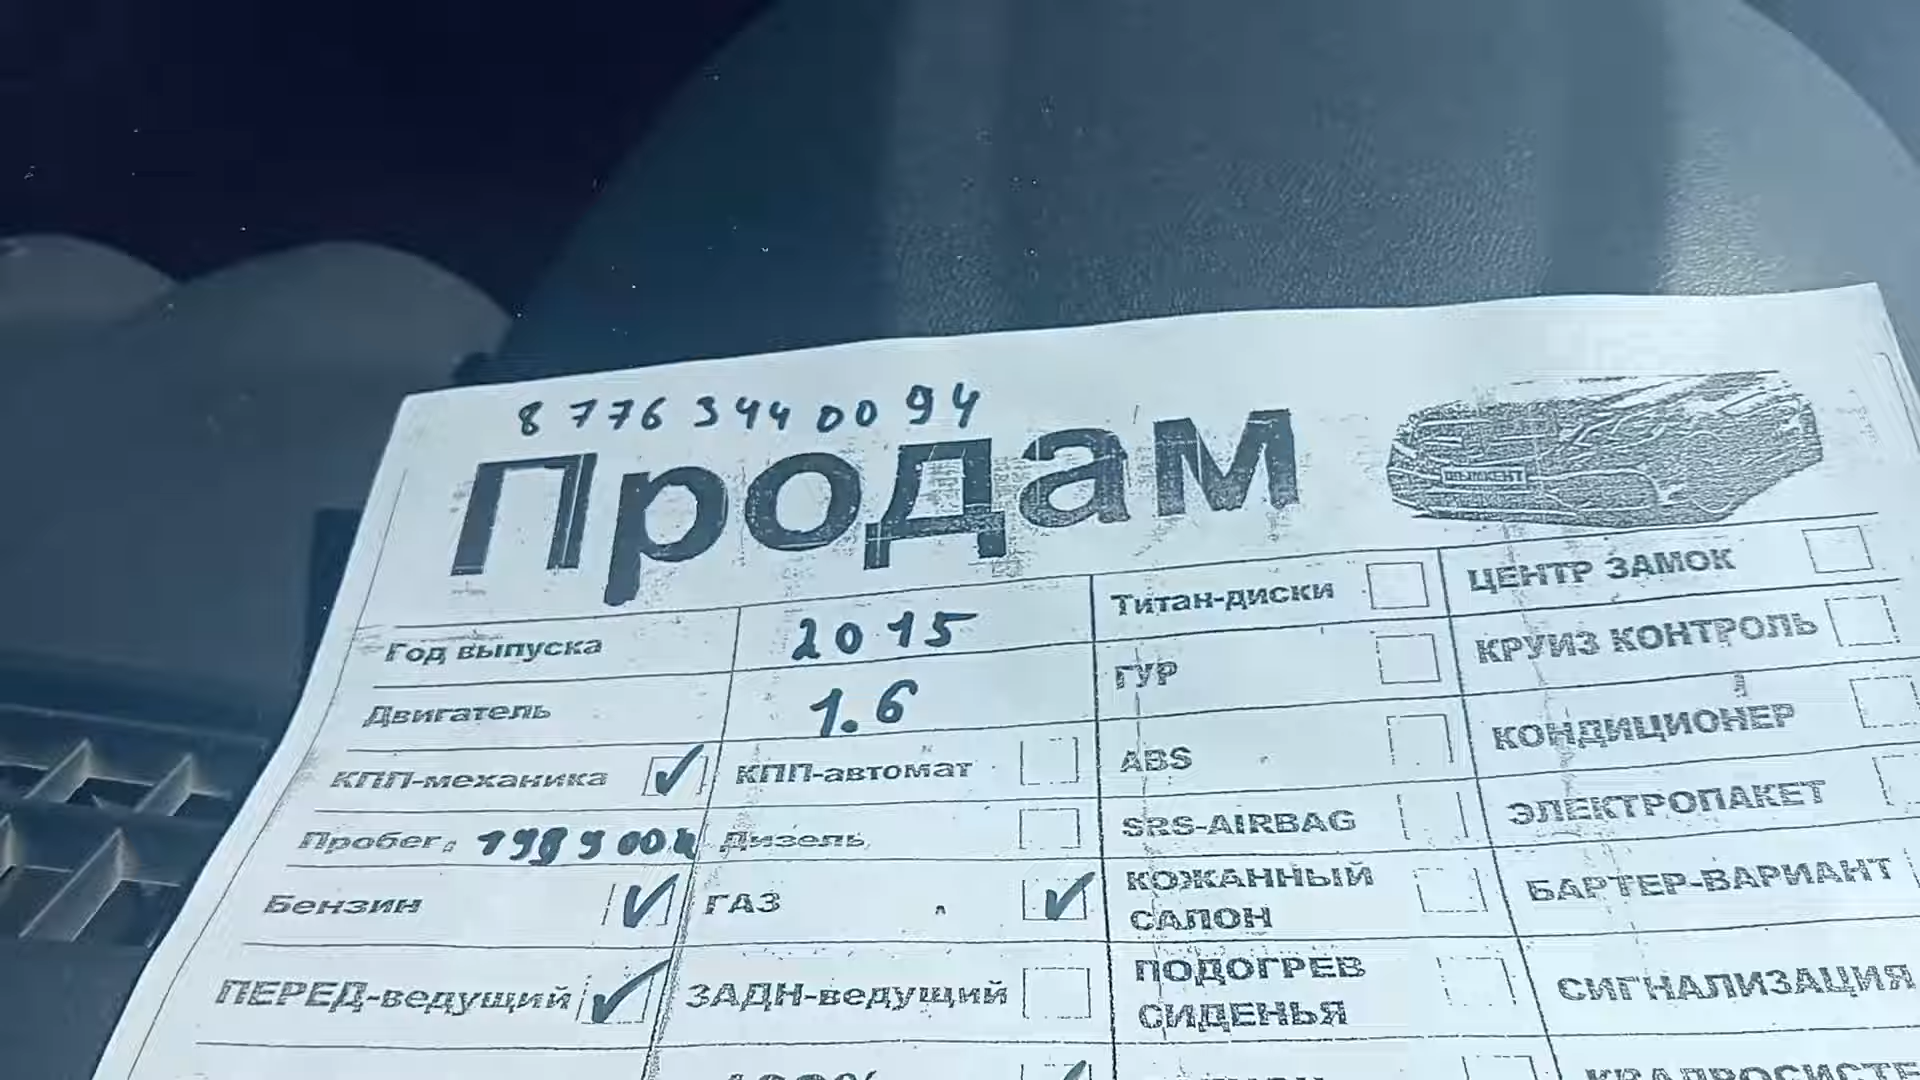 8 776 344 00 94
Продам
ШЫМКЕНТ
Год выпуска 2015
Двигатель 1.6
КПП-механика ✓ КПП-автомат
Пробег: Дизель
Бензин ✓ ГАЗ ✓
ПЕРЕД-ведущий ✓ ЗАДН-ведущий
Титан-диски
ГУР
ABS
SRS-AIRBAG
КОЖАННЫЙ
САЛОН
ПОДОГРЕВ
СИДЕНЬЯ
ЦЕНТР ЗАМОК
КРУИЗ КОНТРОЛЬ
КОНДИЦИОНЕР
ЭЛЕКТРОПАКЕТ
БАРТЕР-ВАРИАНТ
СИГНАЛИЗАЦИЯ